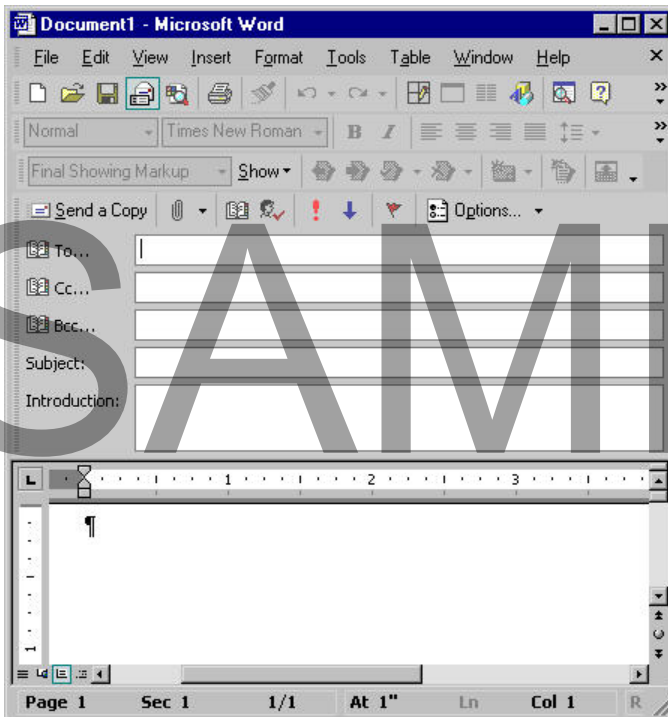 Document1 - Microsoft Word
File Edit View Insert Format Tools Table Window Help
Normal Times New Roman B I
Final Showing Markup Show
Send a Copy Options...
To...
Cc...
Bcc...
Subject:
Introduction:
SAM
1 2 3
¶
1
Page 1 Sec 1 1/1 At 1" Ln Col 1 R